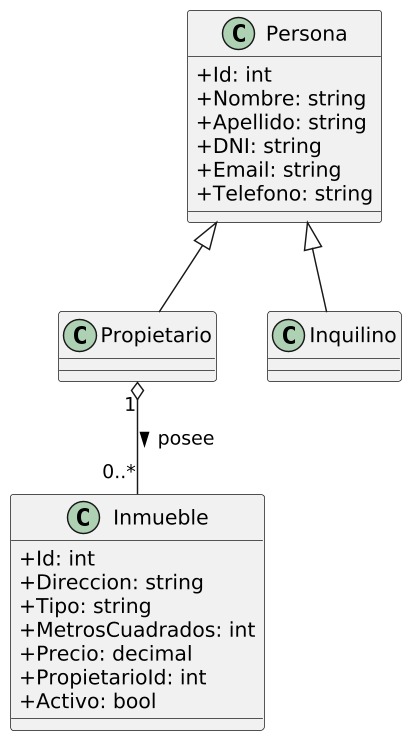 C Persona
+Id: int
+Nombre: string
+Apellido: string
+DNI: string
+Email: string
+Telefono: string
C Propietario
C Inquilino
1
posee
0..*
C Inmueble
+Id: int
+Direccion: string
+Tipo: string
+MetrosCuadrados: int
+Precio: decimal
+PropietarioId: int
+Activo: bool